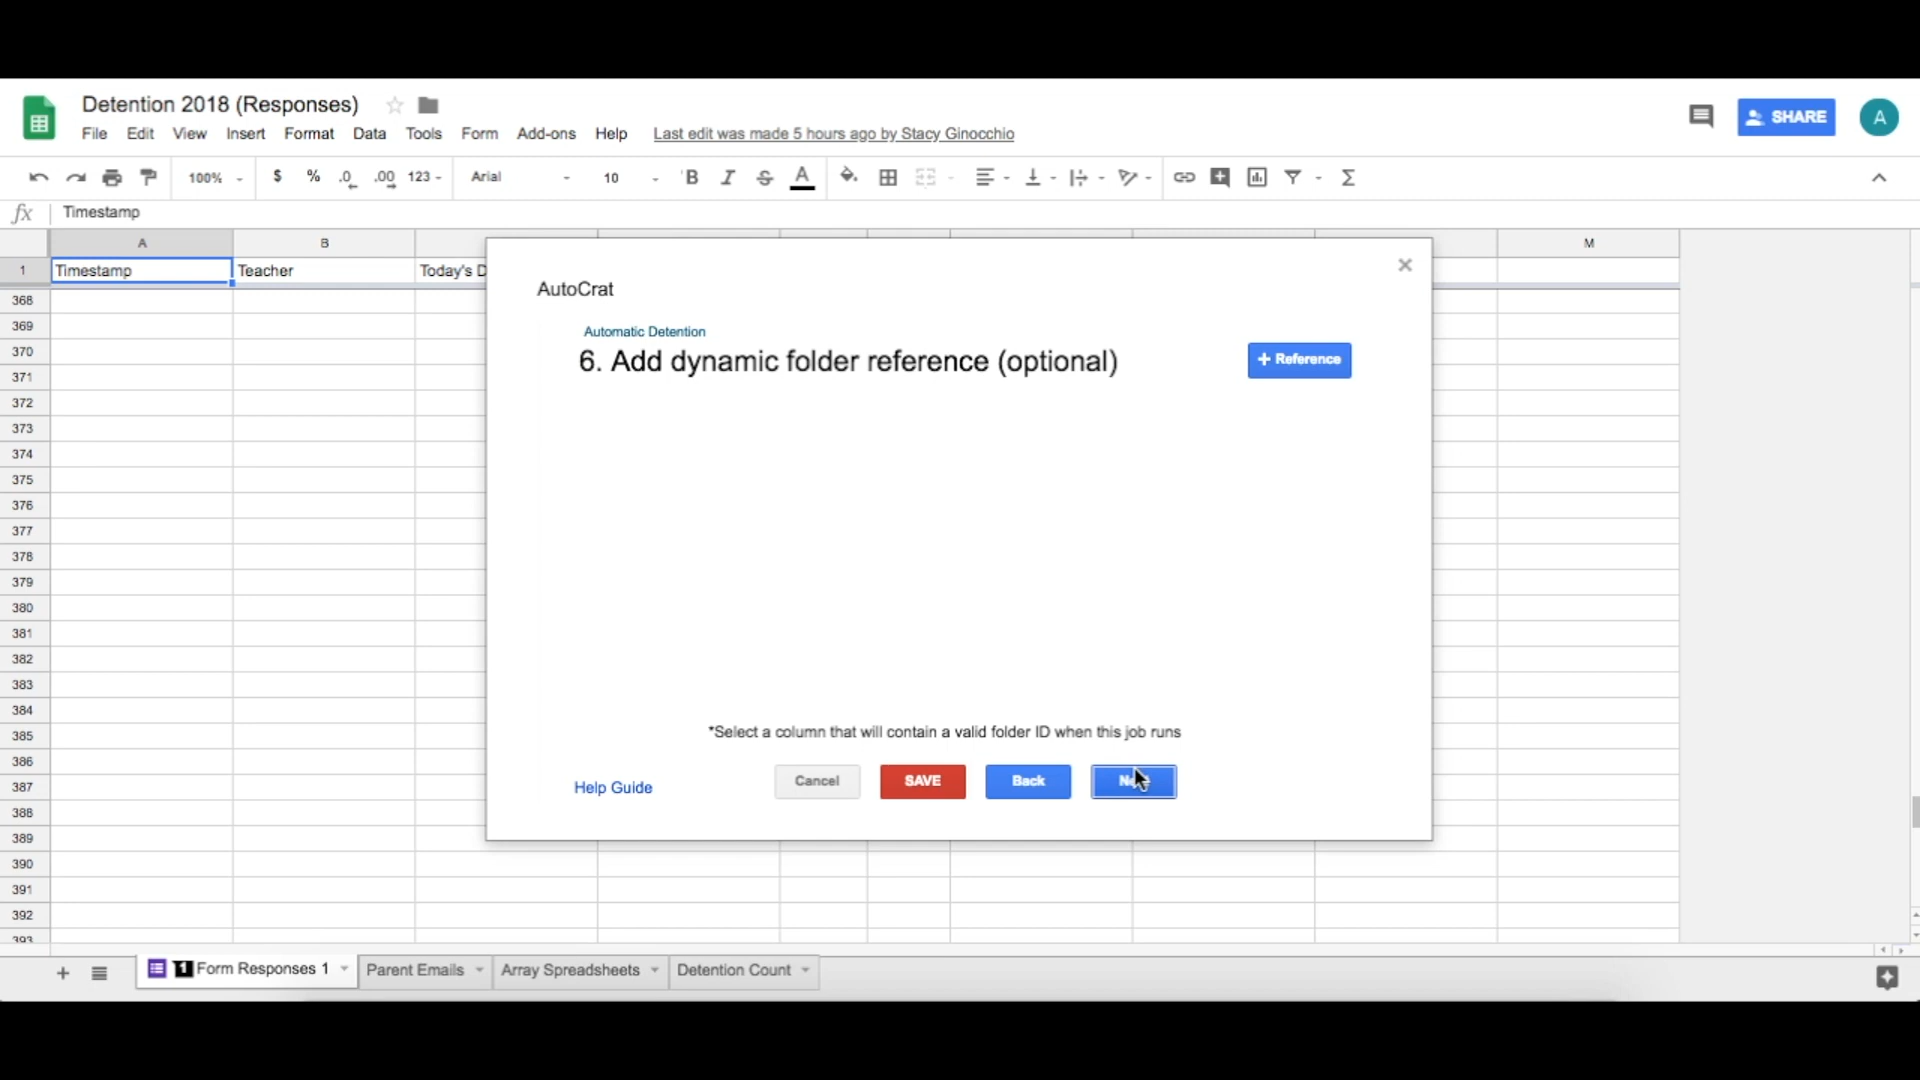 Detention 2018 (Responses)
File Edit View Insert Format Data Tools Form Add-ons Help Last edit was made 5 hours ago by Stacy Ginocchio
SHARE
A
100% $ % .0 .00 123 Arial 10 B I S A Σ
fx Timestamp
A B M
1 Timestamp Teacher Today's D
368
369
370
371
372
373
374
375
376
377
378
379
380
381
382
383
384
385
386
387
388
389
390
391
392
393
AutoCrat
Automatic Detention
6. Add dynamic folder reference (optional)
+ Reference
*Select a column that will contain a valid folder ID when this job runs
Help Guide
Cancel SAVE Back
1 Form Responses 1 Parent Emails Array Spreadsheets Detention Count